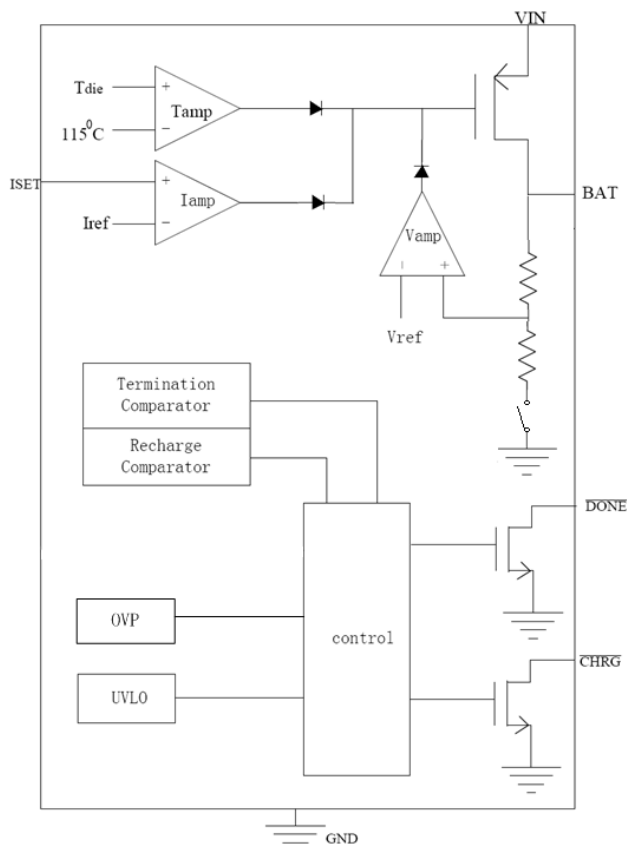 VIN
Tdie
+
Tamp
115⁰C
−
ISET
+
Iamp
Iref
−
BAT
Vamp
− +
Vref
Termination
Comparator
Recharge
Comparator
DONE
OVP
control
CHRG
UVLO
GND